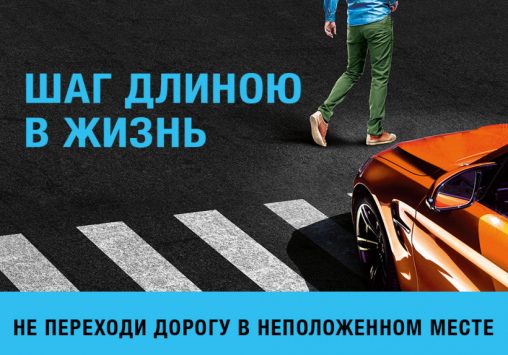 ШАГ ДЛИНОЮ
В ЖИЗНЬ
НЕ ПЕРЕХОДИ ДОРОГУ В НЕПОЛОЖЕННОМ МЕСТЕ